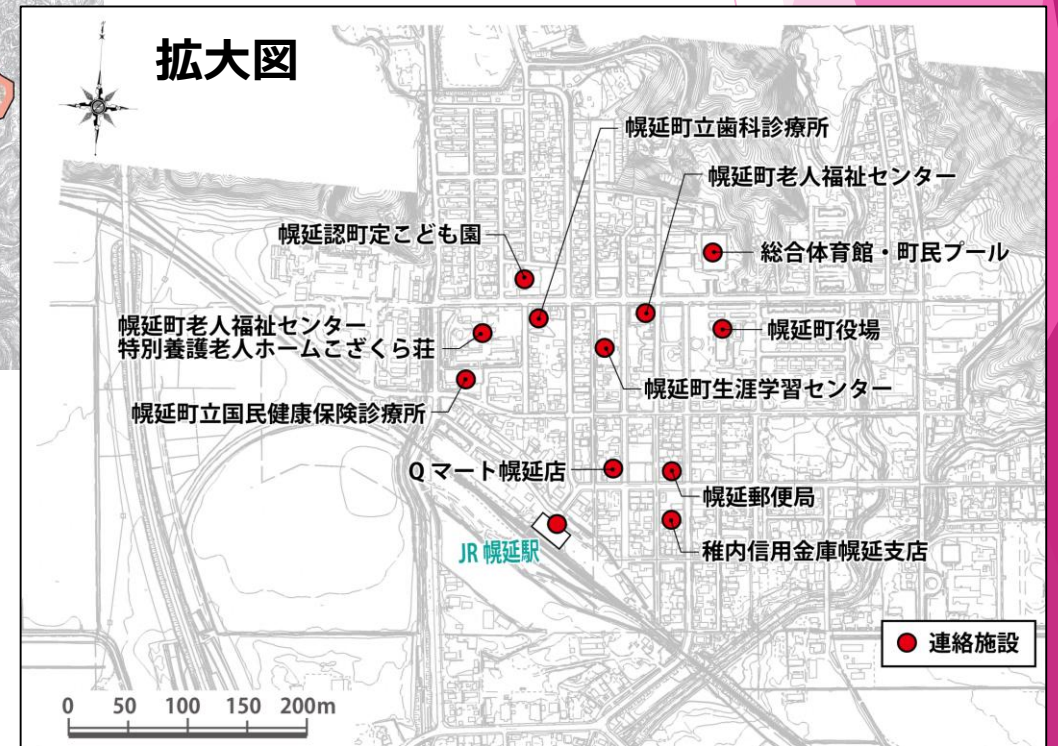 拡大図
幌延町立歯科診療所
幌延町老人福祉センター
幌延認町定こども園
総合体育館・町民プール
幌延町老人福祉センター
特別養護老人ホームこざくら荘
幌延町役場
幌延町生涯学習センター
幌延町立国民健康保険診療所
Qマート幌延店
幌延郵便局
JR 幌延駅
稚内信用金庫幌延支店
連絡施設
0 50 100 150 200m